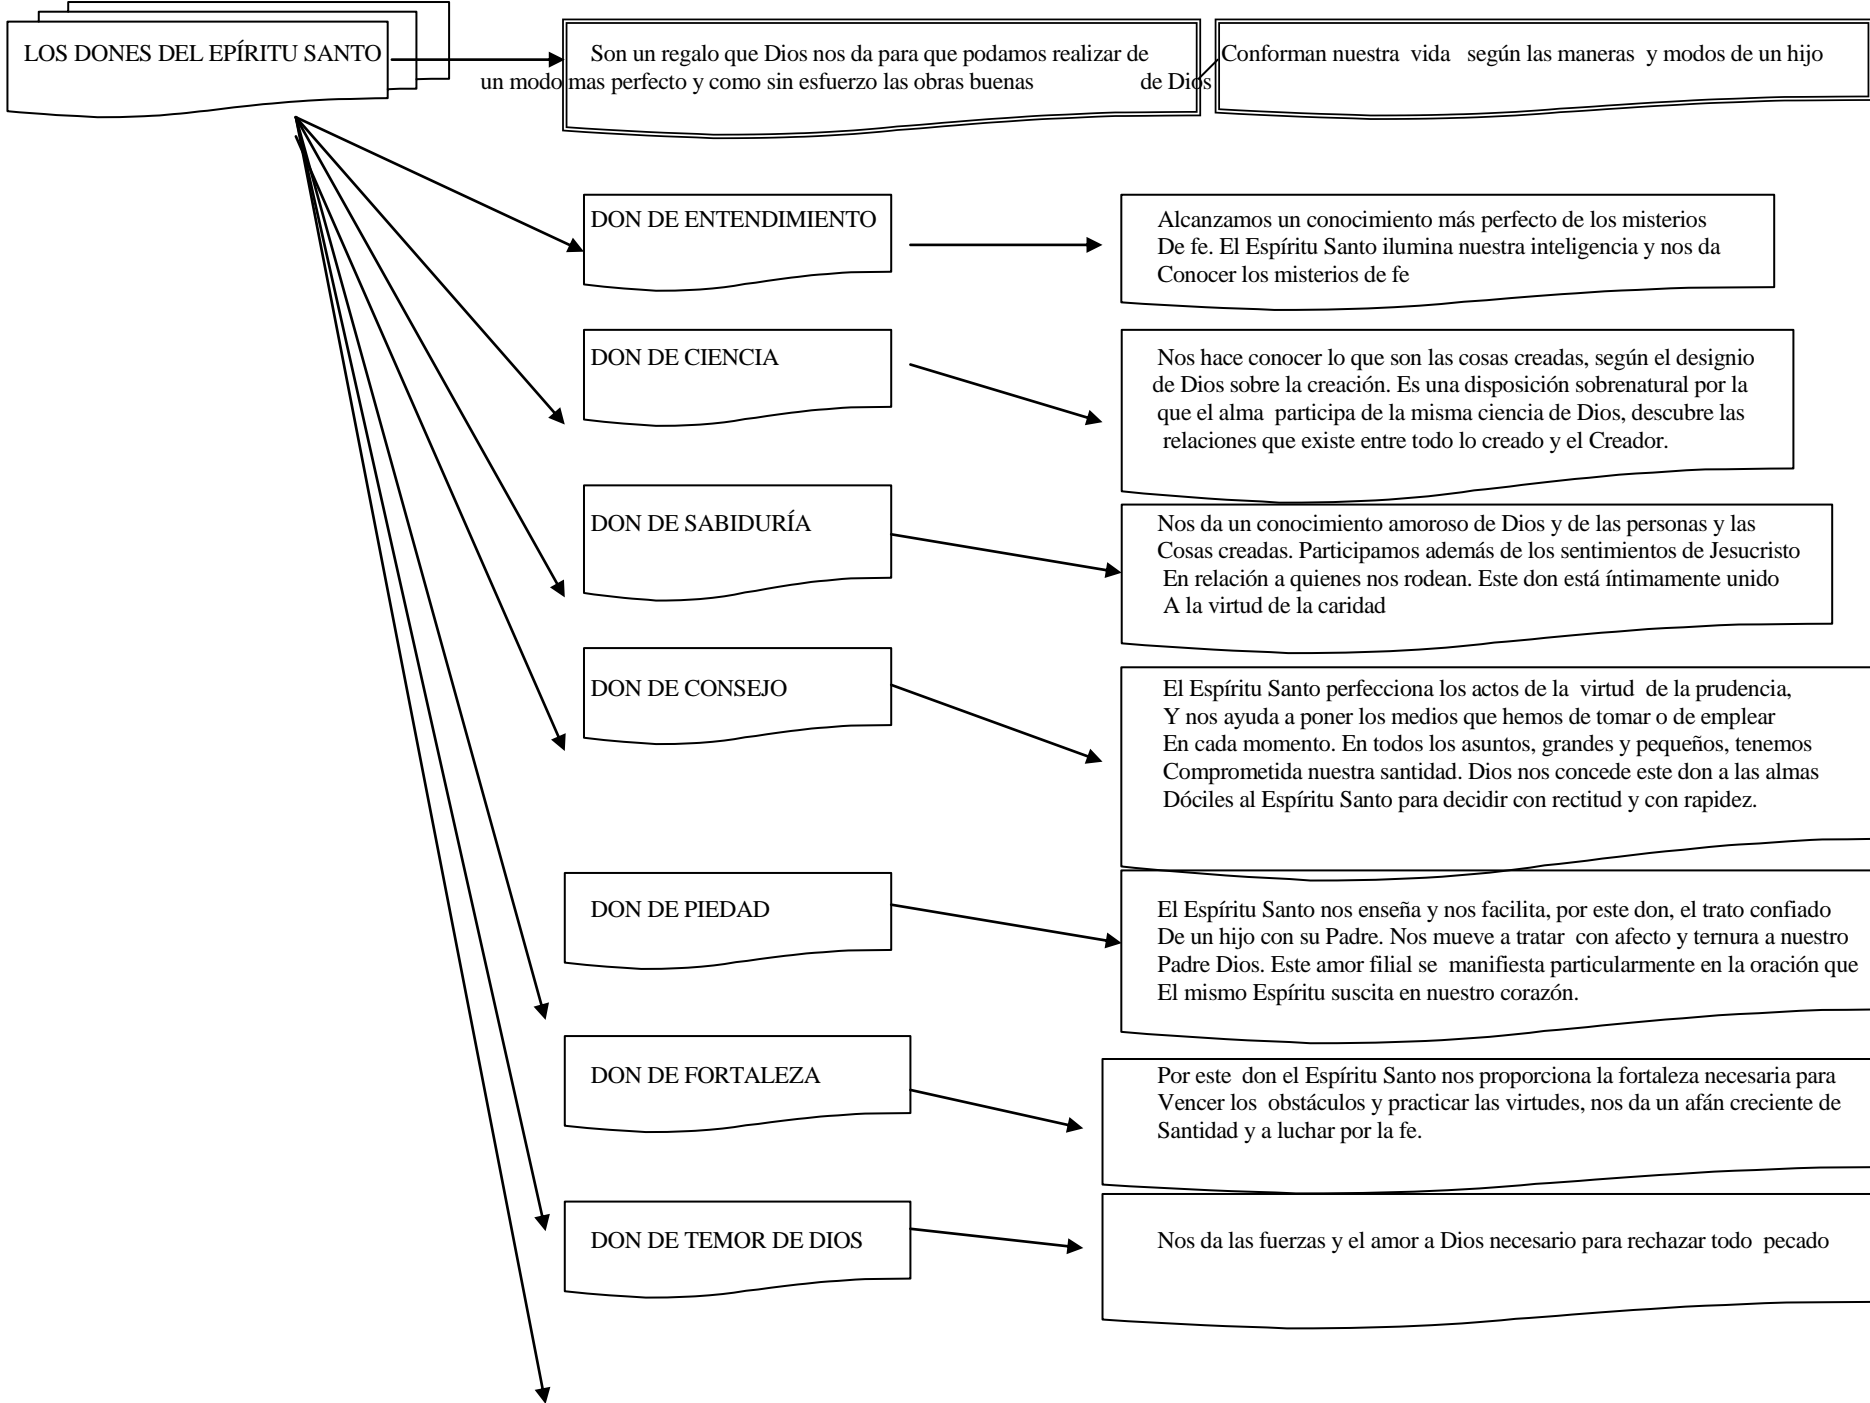 LOS DONES DEL EPÍRITU SANTO
Son un regalo que Dios nos da para que podamos realizar de
un modo mas perfecto y como sin esfuerzo las obras buenas
Conforman nuestra vida según las maneras y modos de un hijo
de Dios
DON DE ENTENDIMIENTO
Alcanzamos un conocimiento más perfecto de los misterios
De fe. El Espíritu Santo ilumina nuestra inteligencia y nos da
Conocer los misterios de fe
DON DE CIENCIA
Nos hace conocer lo que son las cosas creadas, según el designio
de Dios sobre la creación. Es una disposición sobrenatural por la
que el alma participa de la misma ciencia de Dios, descubre las
relaciones que existe entre todo lo creado y el Creador.
DON DE SABIDURÍA
Nos da un conocimiento amoroso de Dios y de las personas y las
Cosas creadas. Participamos además de los sentimientos de Jesucristo
En relación a quienes nos rodean. Este don está íntimamente unido
A la virtud de la caridad
DON DE CONSEJO
El Espíritu Santo perfecciona los actos de la virtud de la prudencia,
Y nos ayuda a poner los medios que hemos de tomar o de emplear
En cada momento. En todos los asuntos, grandes y pequeños, tenemos
Comprometida nuestra santidad. Dios nos concede este don a las almas
Dóciles al Espíritu Santo para decidir con rectitud y con rapidez.
DON DE PIEDAD
El Espíritu Santo nos enseña y nos facilita, por este don, el trato confiado
De un hijo con su Padre. Nos mueve a tratar con afecto y ternura a nuestro
Padre Dios. Este amor filial se manifiesta particularmente en la oración que
El mismo Espíritu suscita en nuestro corazón.
DON DE FORTALEZA
Por este don el Espíritu Santo nos proporciona la fortaleza necesaria para
Vencer los obstáculos y practicar las virtudes, nos da un afán creciente de
Santidad y a luchar por la fe.
DON DE TEMOR DE DIOS
Nos da las fuerzas y el amor a Dios necesario para rechazar todo pecado